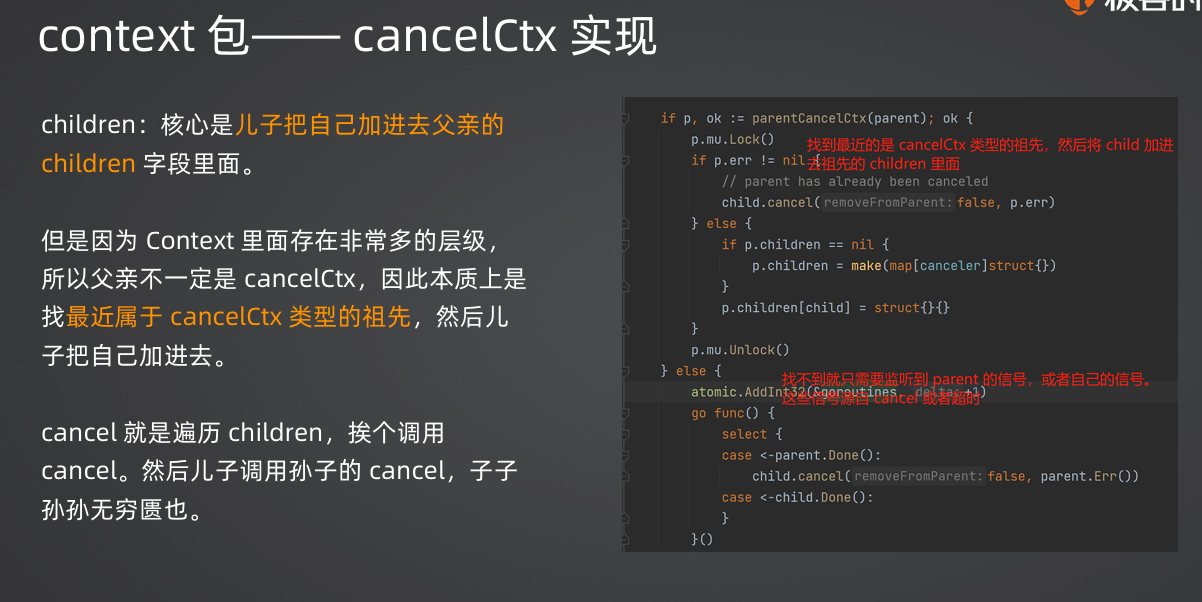 context 包—— cancelCtx 实现
children：核心是儿子把自己加进去父亲的
children 字段里面。
但是因为 Context 里面存在非常多的层级，
所以父亲不一定是 cancelCtx，因此本质上是
找最近属于 cancelCtx 类型的祖先，然后儿
子把自己加进去。
cancel 就是遍历 children，挨个调用
cancel。然后儿子调用孙子的 cancel，子子
孙孙无穷匮也。
if p, ok := parentCancelCtx(parent); ok {
p.mu.Lock()
找到最近的是 cancelCtx 类型的祖先，然后将 child 加进
去祖先的 children 里面
if p.err != nil {
// parent has already been canceled
child.cancel( removeFromParent: false, p.err)
} else {
if p.children == nil {
p.children = make(map[canceler]struct{})
}
p.children[child] = struct{}{}
}
p.mu.Unlock()
} else {
找不到就只需要监听到 parent 的信号，或者自己的信号。
这些信号源自 cancel 或者超时
atomic.AddInt32(&goroutines, delta: +1)
go func() {
select {
case <-parent.Done():
child.cancel( removeFromParent: false, parent.Err())
case <-child.Done():
}
}()